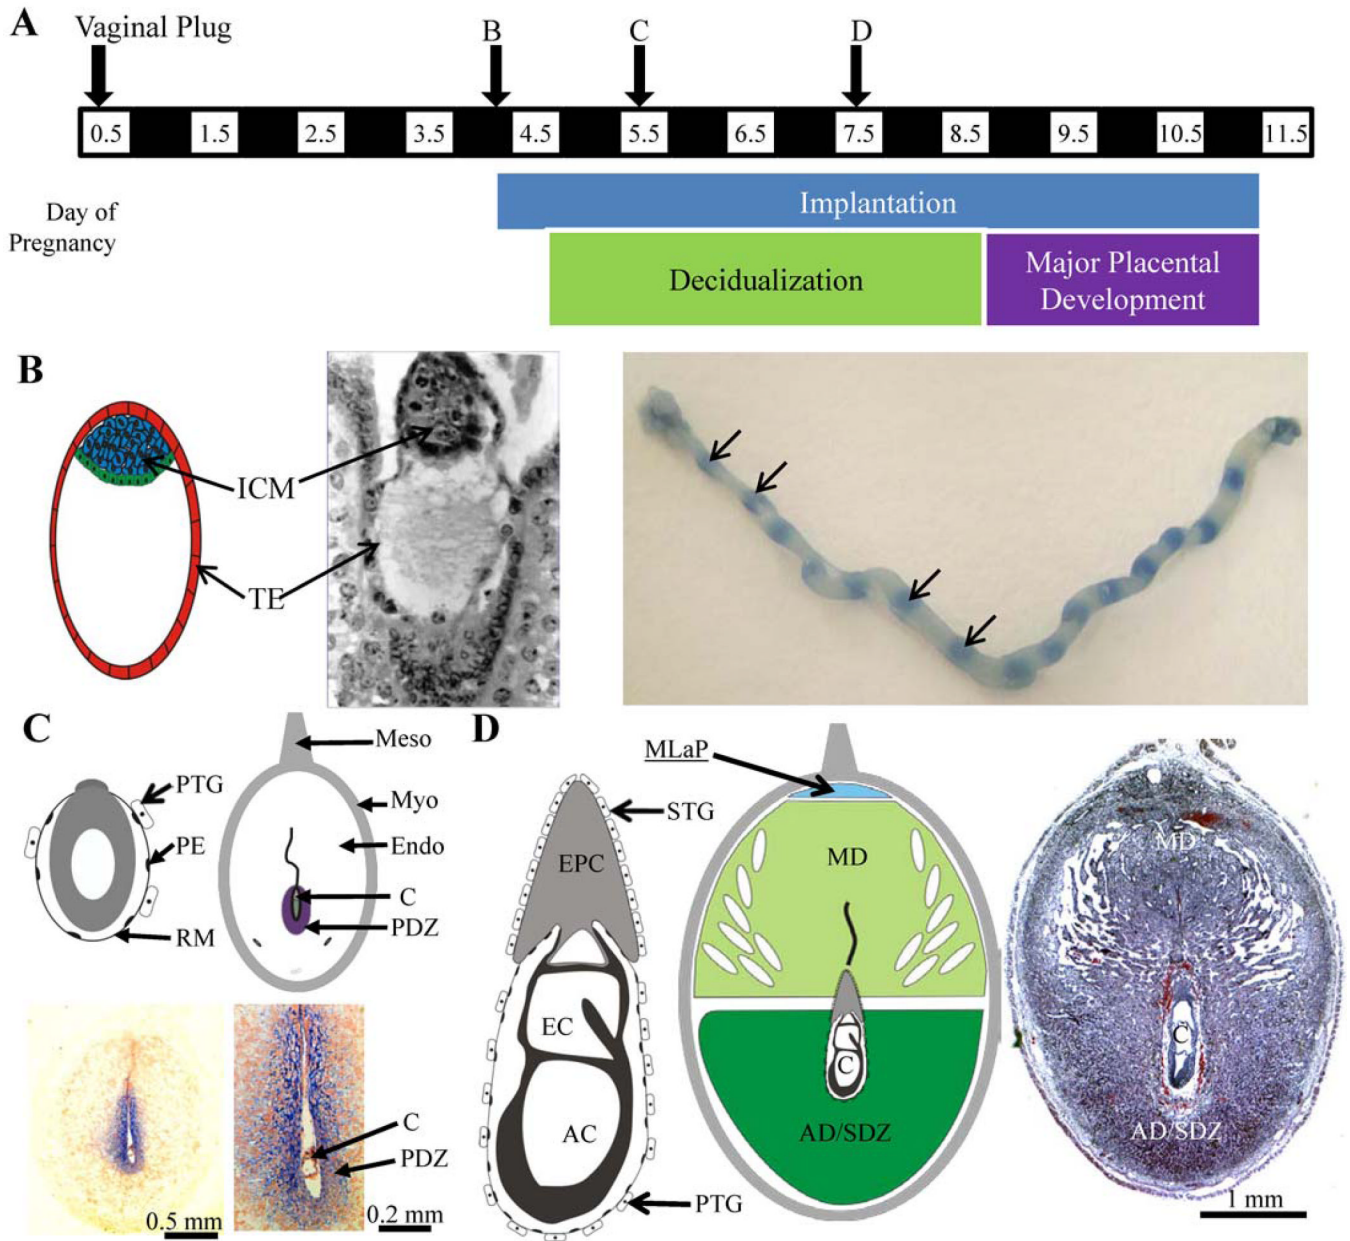 A
Vaginal Plug
B
C
D
0.5
1.5
2.5
3.5
4.5
5.5
6.5
7.5
8.5
9.5
10.5
11.5
Day of
Pregnancy
Implantation
Decidualization
Major Placental
Development
B
ICM
TE
C
PTG
PE
RM
Meso
Myo
Endo
C
PDZ
C
PDZ
0.5 mm
0.2 mm
D
MLaP
STG
EPC
EC
AC
PTG
MD
C
AD/SDZ
MD
C
AD/SDZ
1 mm